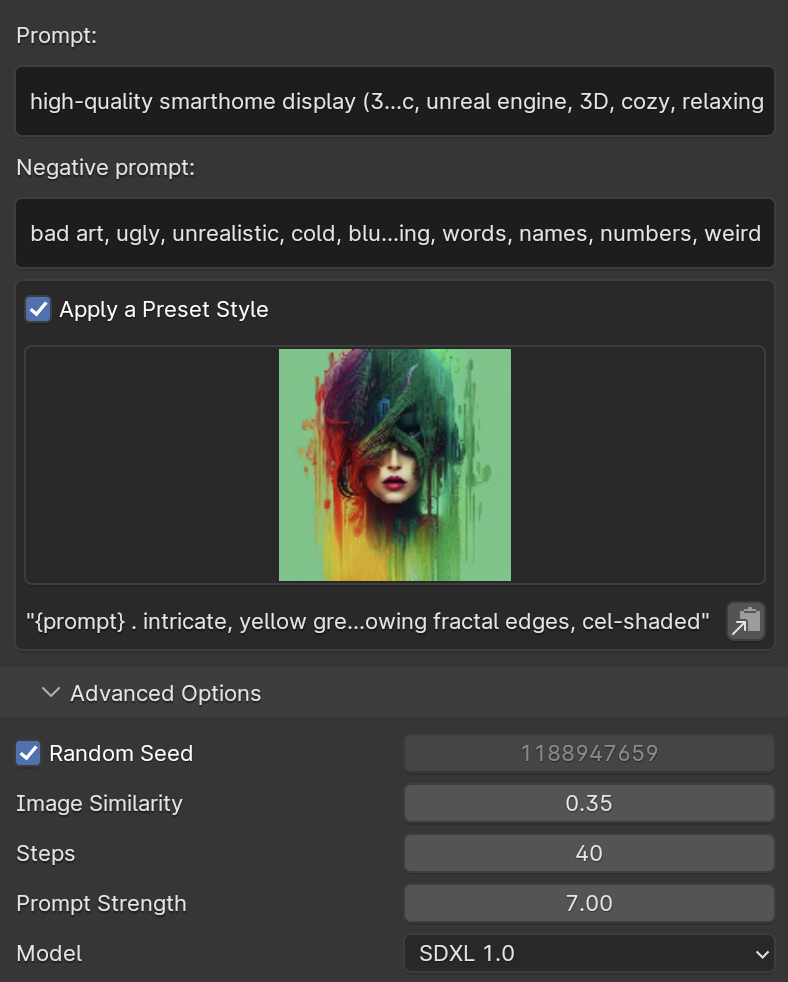 Prompt:
high-quality smarthome display (3...c, unreal engine, 3D, cozy, relaxing
Negative prompt:
bad art, ugly, unrealistic, cold, blu...ing, words, names, numbers, weird
Apply a Preset Style
"{prompt} . intricate, yellow gre...owing fractal edges, cel-shaded"
Advanced Options
Random Seed 1188947659
Image Similarity 0.35
Steps 40
Prompt Strength 7.00
Model SDXL 1.0